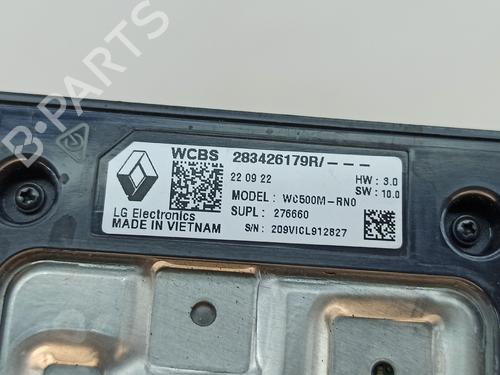 B-PARTS
WCBS 283426179R/---
22 09 22
HW: 3.0
SW: 10.0
MODEL: WC500M-RN0
SUPL: 276660
S/N: 209VICL912827
LG Electronics
MADE IN VIETNAM